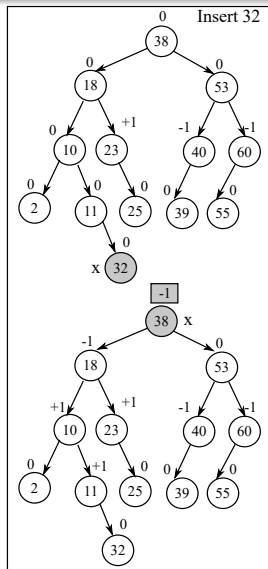 0 Insert 32
38
0 0
18 53
0 +1 -1 -1
10 23 40 60
0 0 0 0 0
2 11 25 39 55
0
x 32
-1
38 x
-1 0
18 53
+1 +1 -1 -1
10 23 40 60
0 +1 0 0 0
2 11 25 39 55
0
32